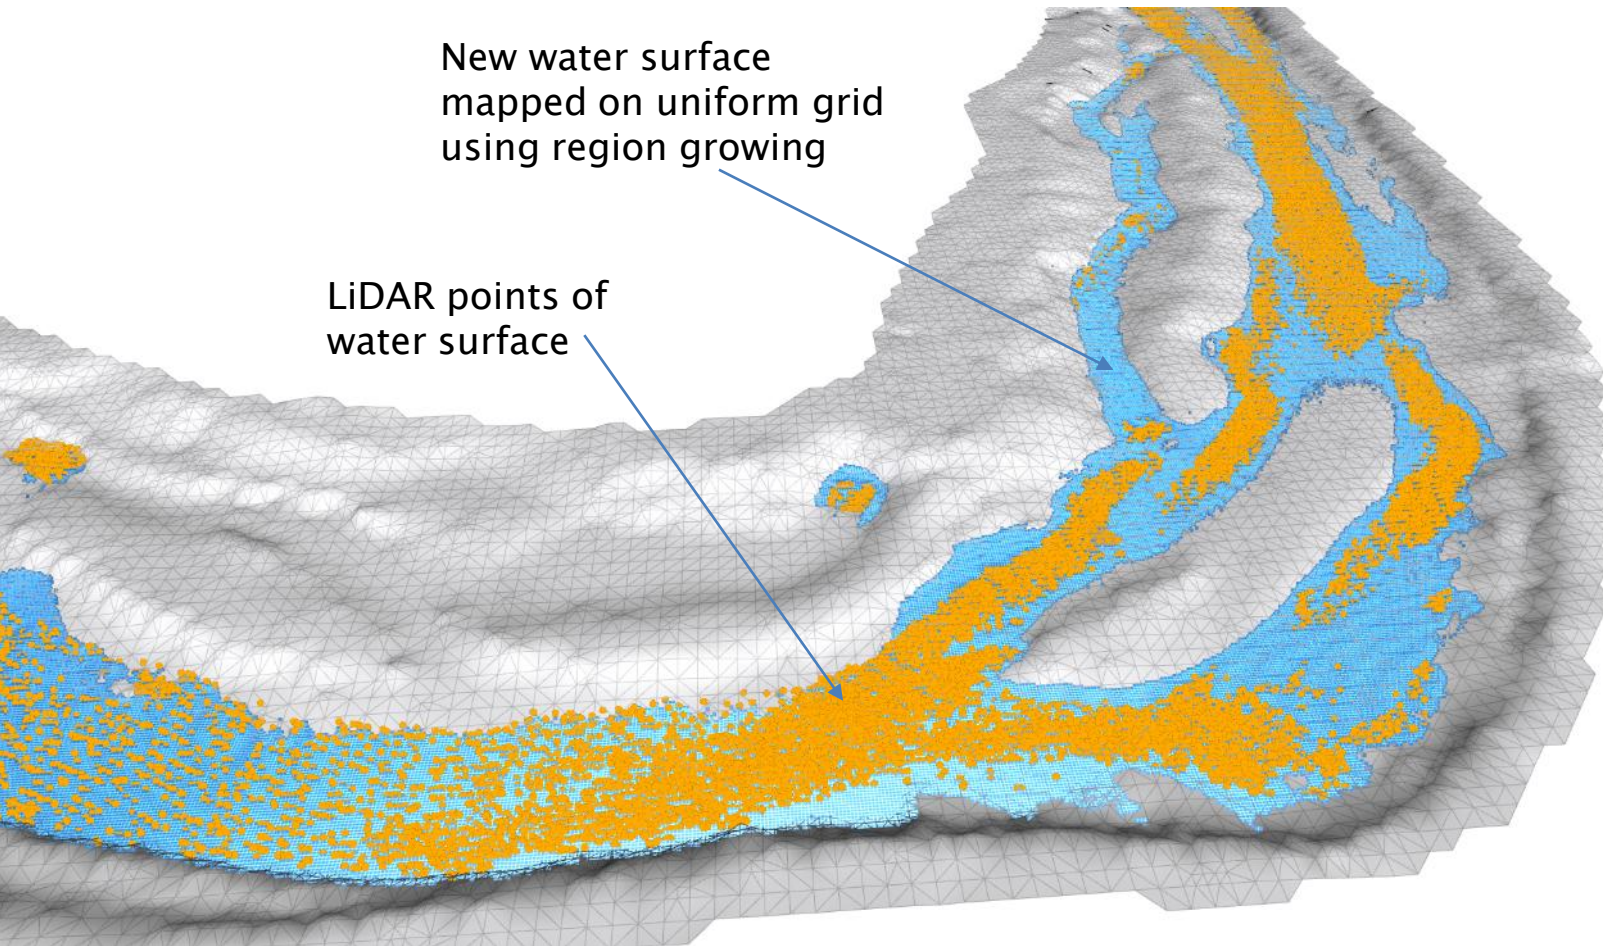 New water surface
mapped on uniform grid
using region growing
LiDAR points of
water surface